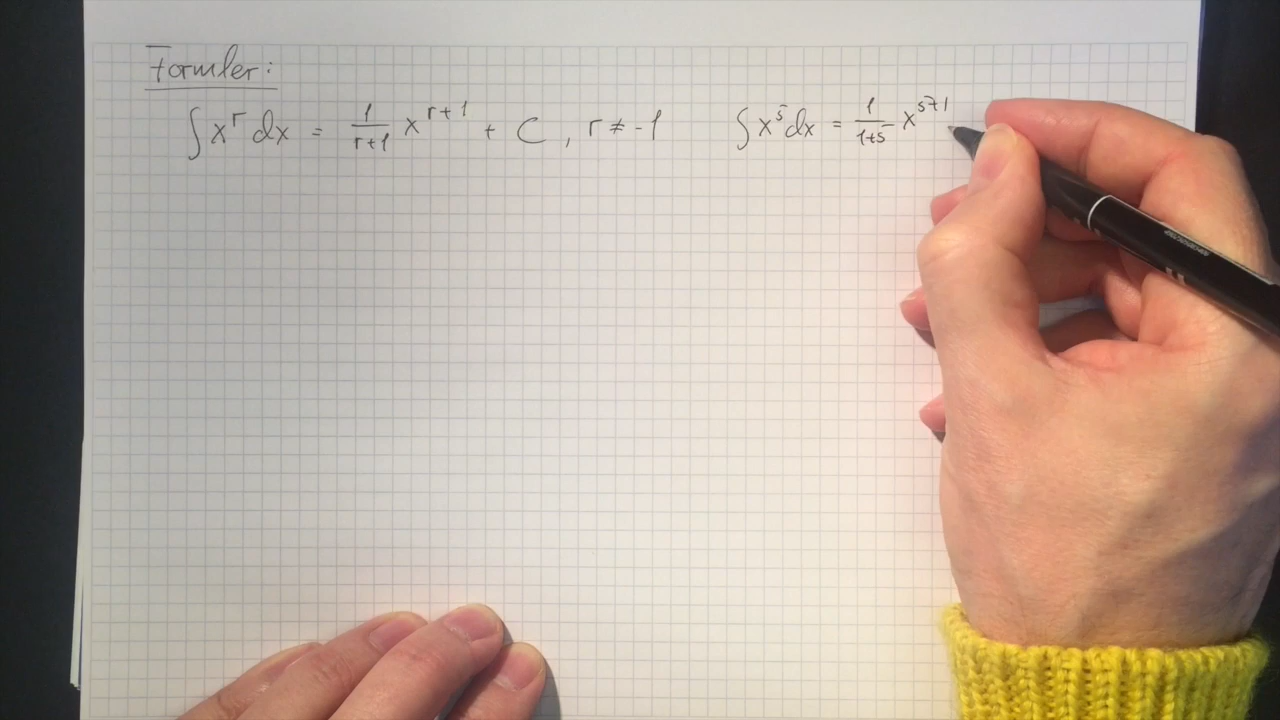 Formler:
∫ x^r dx = 1/(r+1) x^(r+1) + C , r ≠ -1 ∫ x^5 dx = 1/(1+5) x^(5+1)